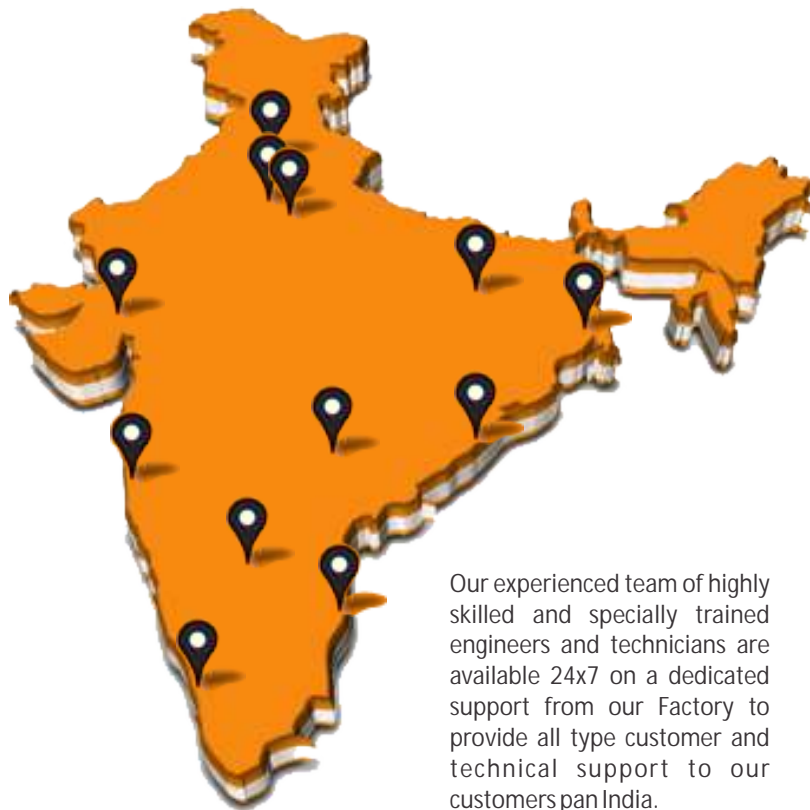 Our experienced team of highly
skilled and specially trained
engineers and technicians are
available 24x7 on a dedicated
support from our Factory to
provide all type customer and
technical support to our
customers pan India.